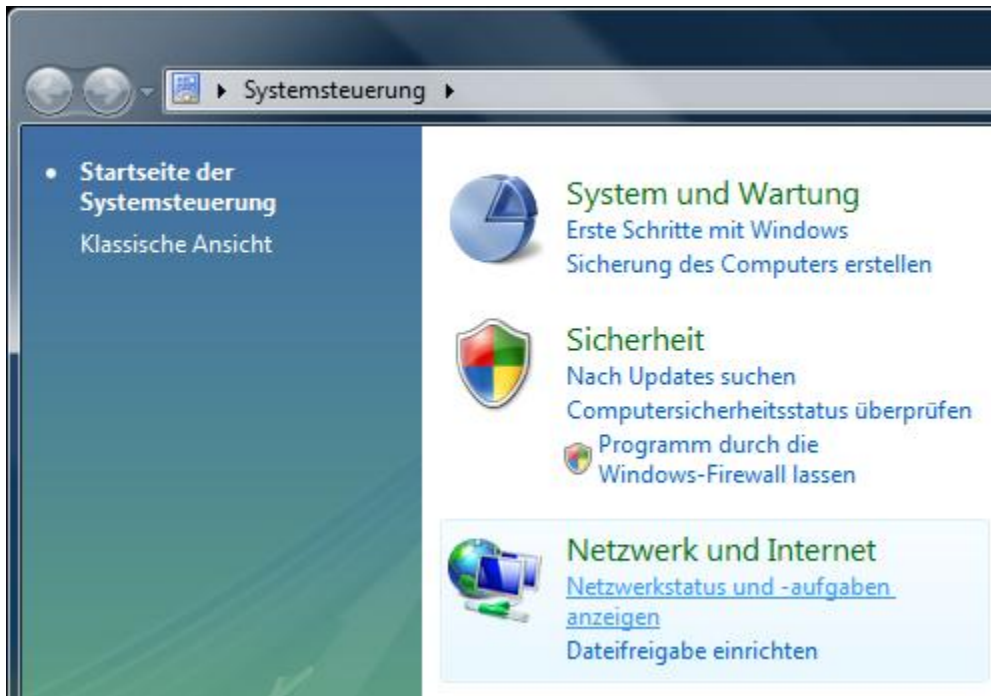 Systemsteuerung
Startseite der
Systemsteuerung
Klassische Ansicht
System und Wartung
Erste Schritte mit Windows
Sicherung des Computers erstellen
Sicherheit
Nach Updates suchen
Computersicherheitsstatus überprüfen
Programm durch die
Windows-Firewall lassen
Netzwerk und Internet
Netzwerkstatus und -aufgaben
anzeigen
Dateifreigabe einrichten